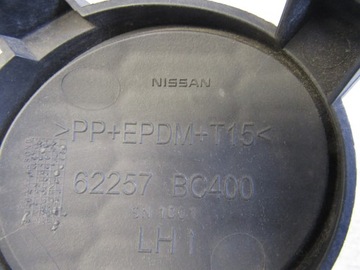 NISSAN
>PP+EPDM-T15<
62257 BC400
LH